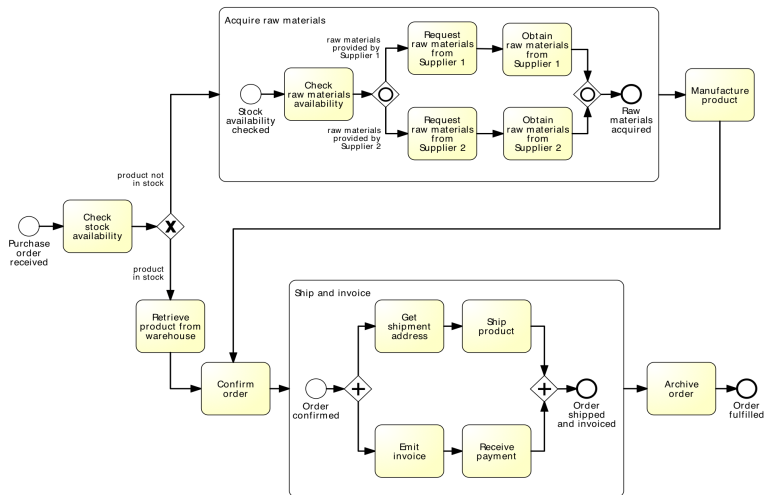 Acquire raw materials
raw materials
provided by
Supplier 1
Request
raw materials
from
Supplier 1
Obtain
raw materials
from
Supplier 1
Check
raw materials
availability
Stock
availability
checked
raw materials
provided by
Supplier 2
Request
raw materials
from
Supplier 2
Obtain
raw materials
from
Supplier 2
Raw
materials
acquired
Manufacture
product
product not
in stock
Purchase
order
received
Check
stock
availability
X
product
in stock
Retrieve
product from
warehouse
Confirm
order
Ship and invoice
Order
confirmed
Get
shipment
address
Ship
product
Emit
invoice
Receive
payment
Order
shipped
and invoiced
Archive
order
Order
fulfilled